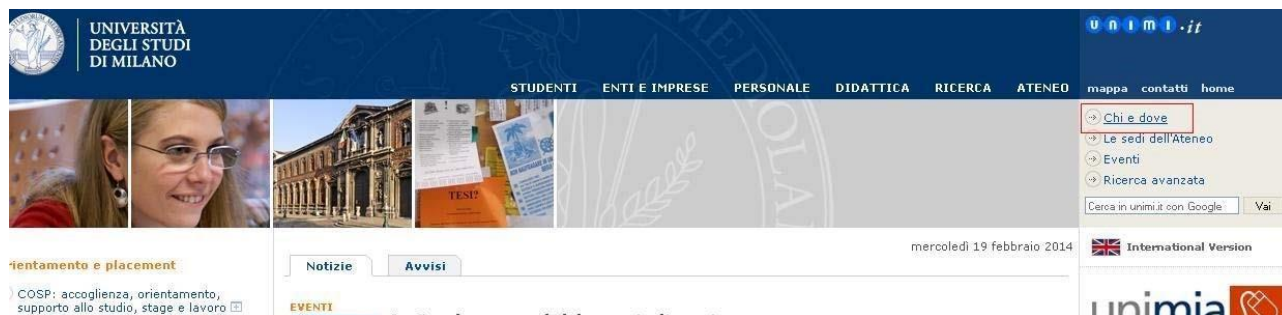 UNIVERSITÀ
DEGLI STUDI
DI MILANO
unimi.it
STUDENTI ENTI E IMPRESE PERSONALE DIDATTICA RICERCA ATENEO
mappa contatti home
Chi e dove
Le sedi dell'Ateneo
Eventi
Ricerca avanzata
Cerca in unimi.it con Google Vai
TESI?
mercoledì 19 febbraio 2014
International Version
rientamento e placement
Notizie Avvisi
COSP: accoglienza, orientamento,
supporto allo studio, stage e lavoro
EVENTI
unimia